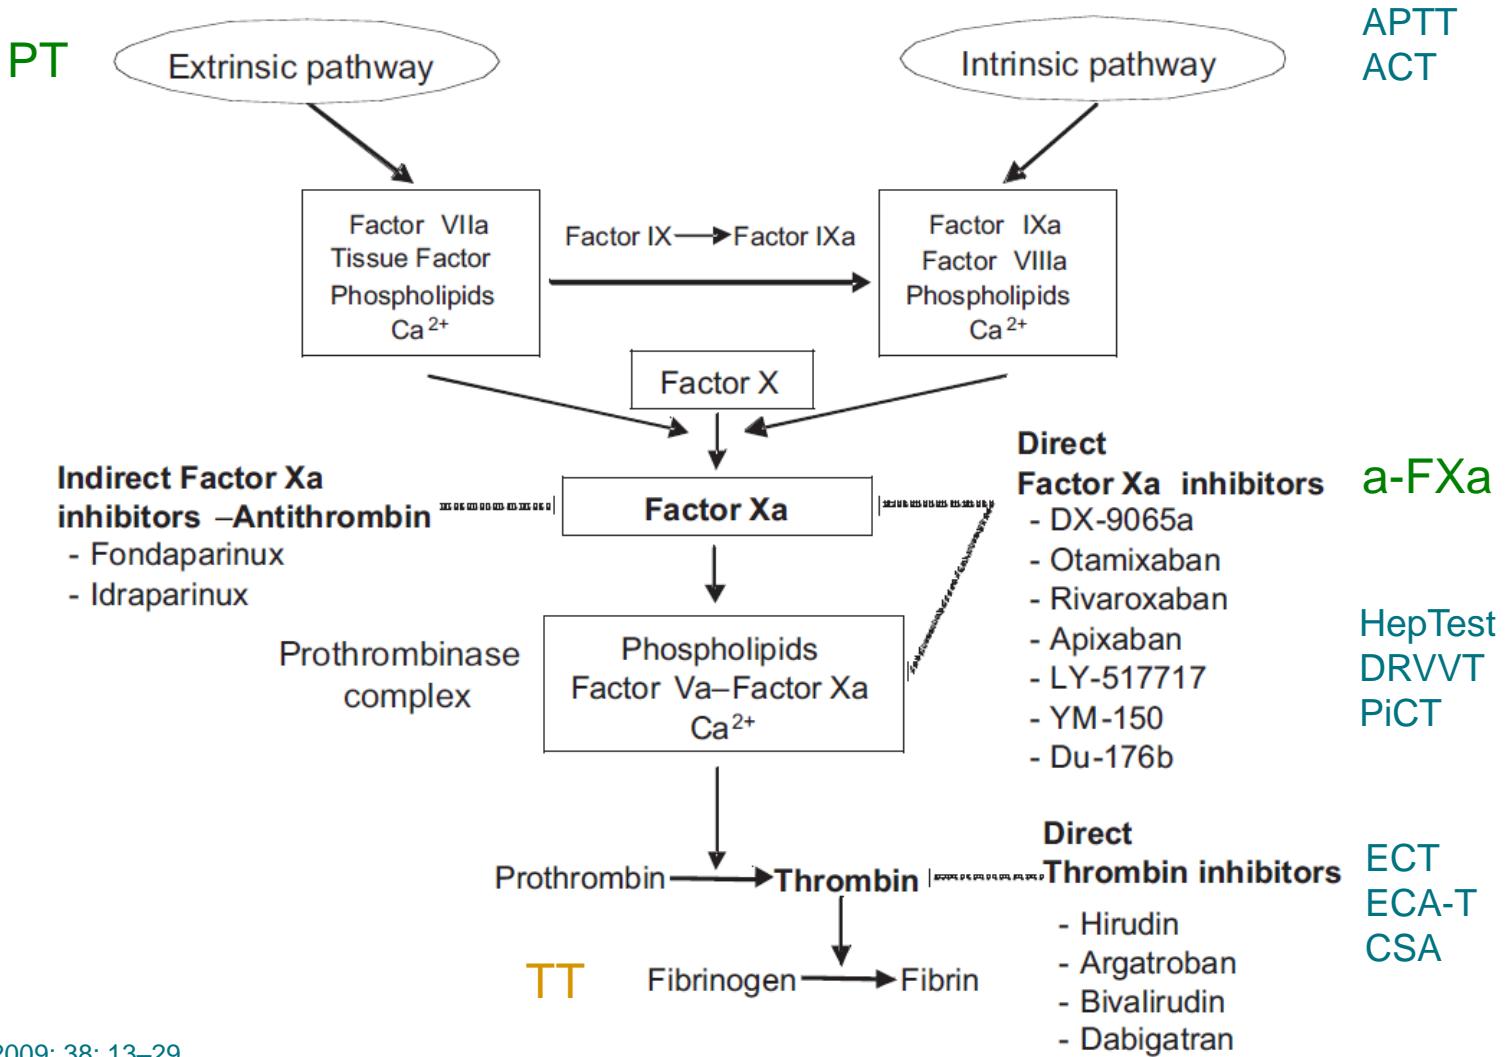 PT
Extrinsic pathway
Intrinsic pathway
APTT
ACT
Factor VIIa
Tissue Factor
Phospholipids
Ca2+
Factor IX
Factor IXa
Factor IXa
Factor VIIIa
Phospholipids
Ca2+
Factor X
Indirect Factor Xa
inhibitors –Antithrombin
- Fondaparinux
- Idraparinux
Factor Xa
Direct
Factor Xa inhibitors
- DX-9065a
- Otamixaban
- Rivaroxaban
- Apixaban
- LY-517717
- YM-150
- Du-176b
a-FXa
HepTest
DRVVT
PiCT
Prothrombinase
complex
Phospholipids
Factor Va–Factor Xa
Ca2+
Prothrombin
Thrombin
Direct
Thrombin inhibitors
- Hirudin
- Argatroban
- Bivalirudin
- Dabigatran
ECT
ECA-T
CSA
TT
Fibrinogen
Fibrin
2009; 38: 13–29